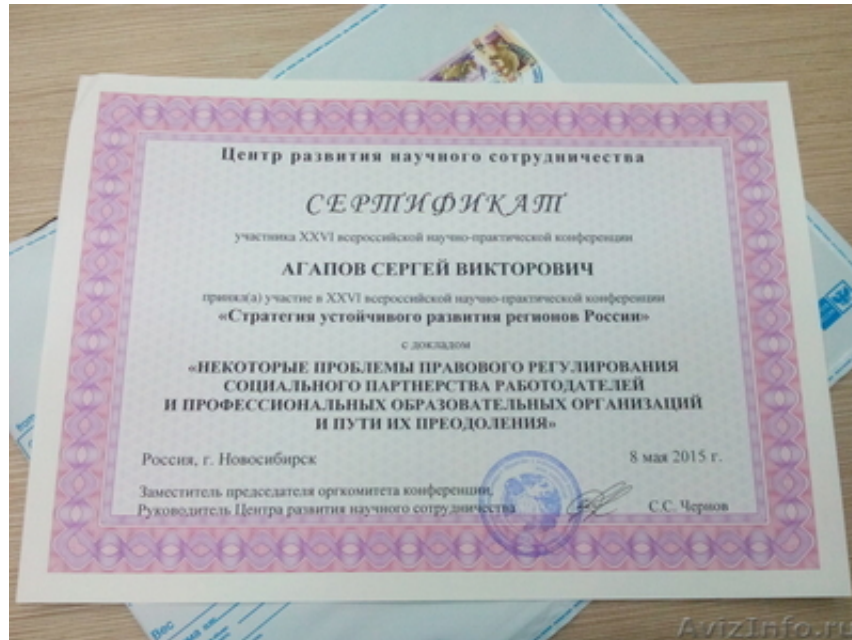 Центр развития научного сотрудничества
СЕРТИФИКАТ
участника XXVI всероссийской научно-практической конференции
АГАПОВ СЕРГЕЙ ВИКТОРОВИЧ
принял(а) участие в XXVI всероссийской научно-практической конференции
«Стратегия устойчивого развития регионов России»
с докладом
«НЕКОТОРЫЕ ПРОБЛЕМЫ ПРАВОВОГО РЕГУЛИРОВАНИЯ
СОЦИАЛЬНОГО ПАРТНЕРСТВА РАБОТОДАТЕЛЕЙ
И ПРОФЕССИОНАЛЬНЫХ ОБРАЗОВАТЕЛЬНЫХ ОРГАНИЗАЦИЙ
И ПУТИ ИХ ПРЕОДОЛЕНИЯ»
Россия, г. Новосибирск 8 мая 2015 г.
Заместитель председателя оргкомитета конференции,
Руководитель Центра развития научного сотрудничества С.С. Чернов
Вес
AvizInfo.ru